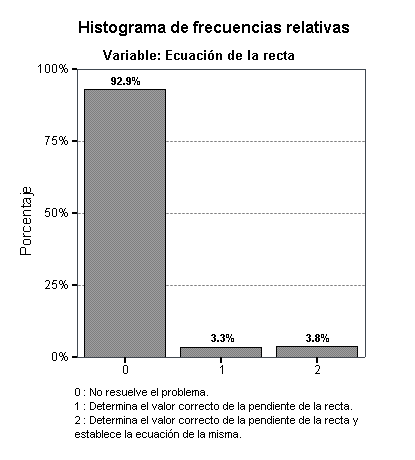 Histograma de frecuencias relativas
Variable: Ecuación de la recta
100%
92.9%
75%
Porcentaje
50%
25%
3.3%
3.8%
0%
0
1
2
0 : No resuelve el problema.
1 : Determina el valor correcto de la pendiente de la recta.
2 : Determina el valor correcto de la pendiente de la recta y
establece la ecuación de la misma.